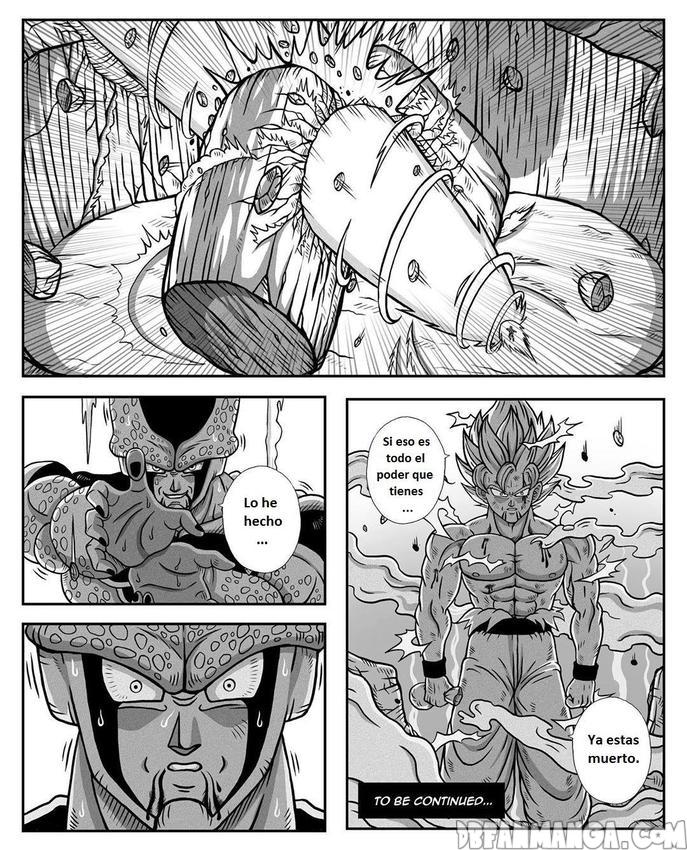 Lo he
hecho
...
Si eso es
todo el
poder que
tienes
...
Ya estas
muerto.
TO BE CONTINUED...
DBFANMANGA.COM